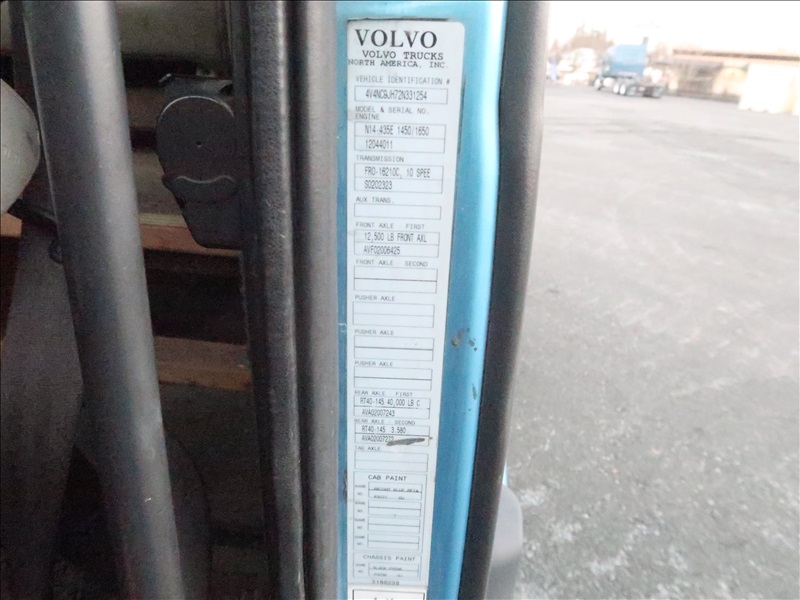 VOLVO
VOLVO TRUCKS
NORTH AMERICA, INC.
VEHICLE IDENTIFICATION #
4V4NC9JH72N331254
MODEL & SERIAL NO.
ENGINE
N14-A35E 1450/1650
12044011
TRANSMISSION
FRO-16210C, 10 SPEE
S0202323
AUX TRANS.
FRONT AXLE FIRST
12,500 LB FRONT AXL
AVF02006425
FRONT AXLE SECOND
PUSHER AXLE
PUSHER AXLE
PUSHER AXLE
REAR AXLE FIRST
RT40-145 40,000 LB C
AVA02007243
REAR AXLE SECOND
RT40-145 3.580
TAG AXLE
CAB PAINT
CHASSIS PAINT